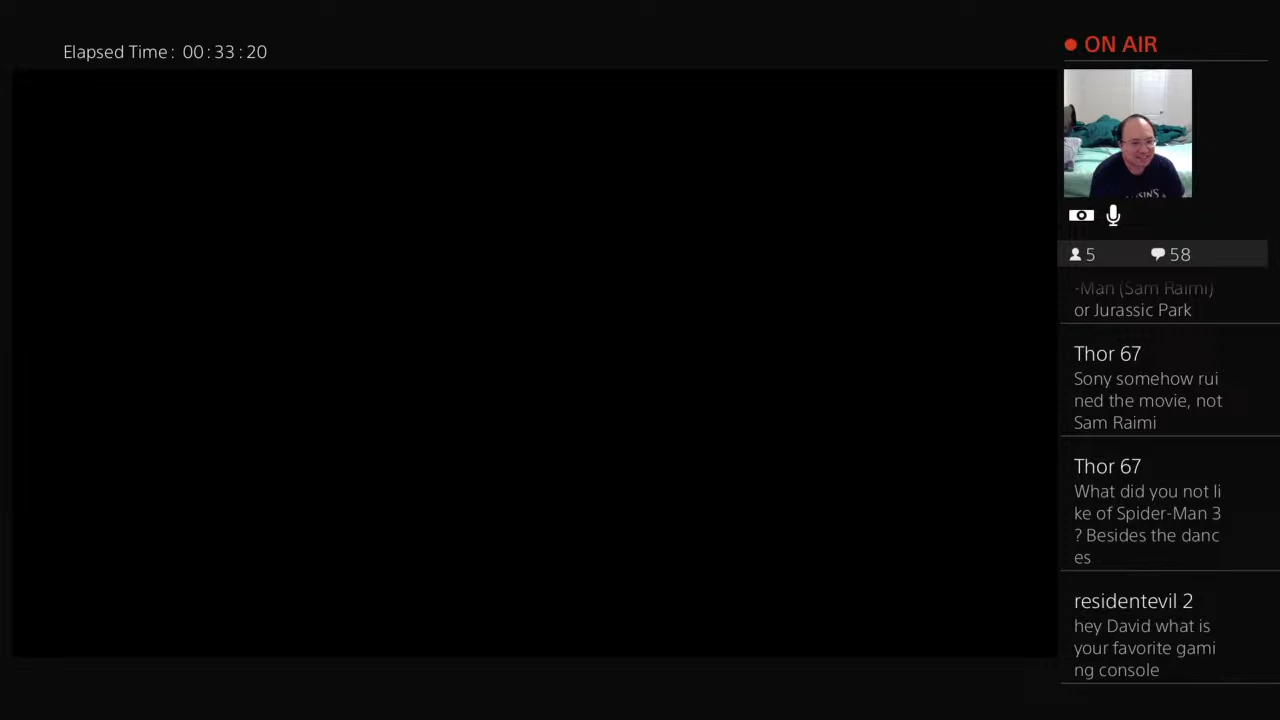 Elapsed Time: 00:33:20
ON AIR
5 58
-Man (Sam Raimi)
or Jurassic Park
Thor 67
Sony somehow rui
ned the movie, not
Sam Raimi
Thor 67
What did you not li
ke of Spider-Man 3
? Besides the danc
es
residentevil 2
hey David what is
your favorite gami
ng console